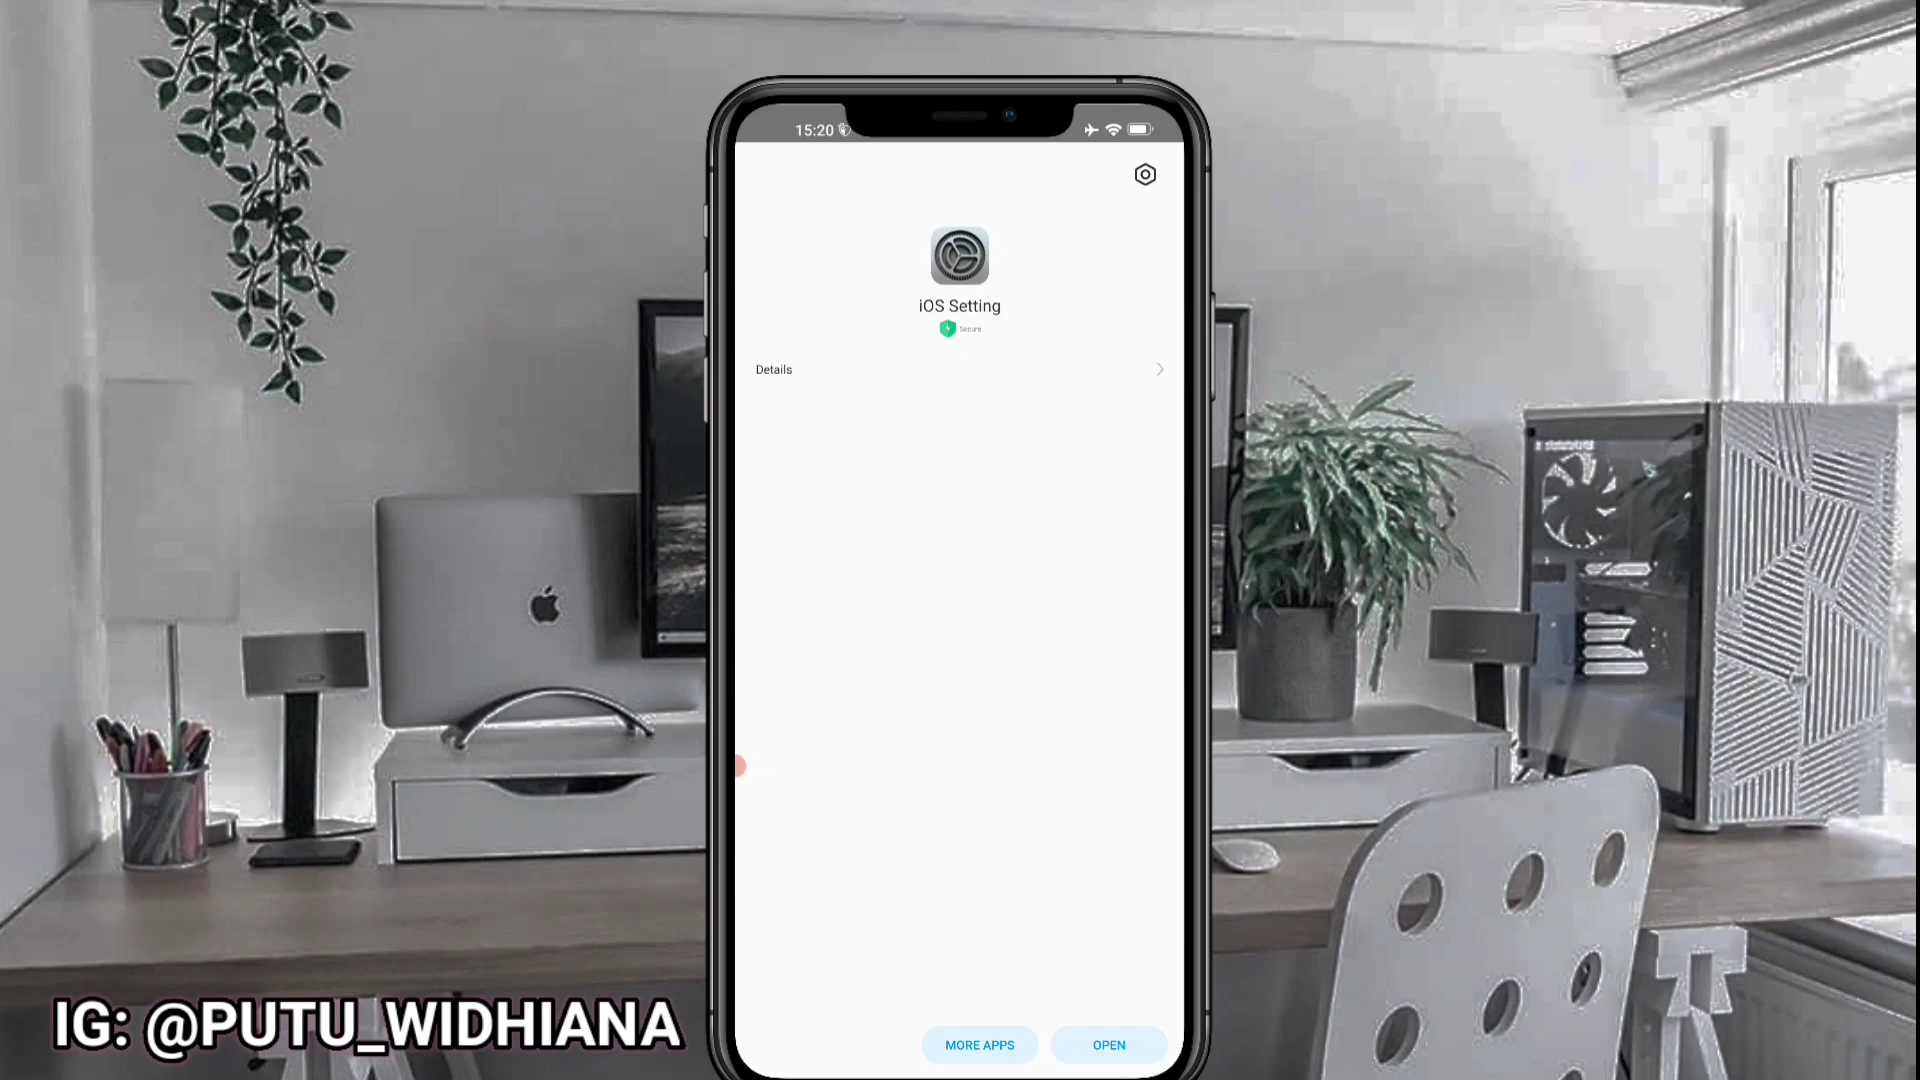 15:20
iOS Setting
Secure
Details
MORE APPS
OPEN
IG: @PUTU_WIDHIANA